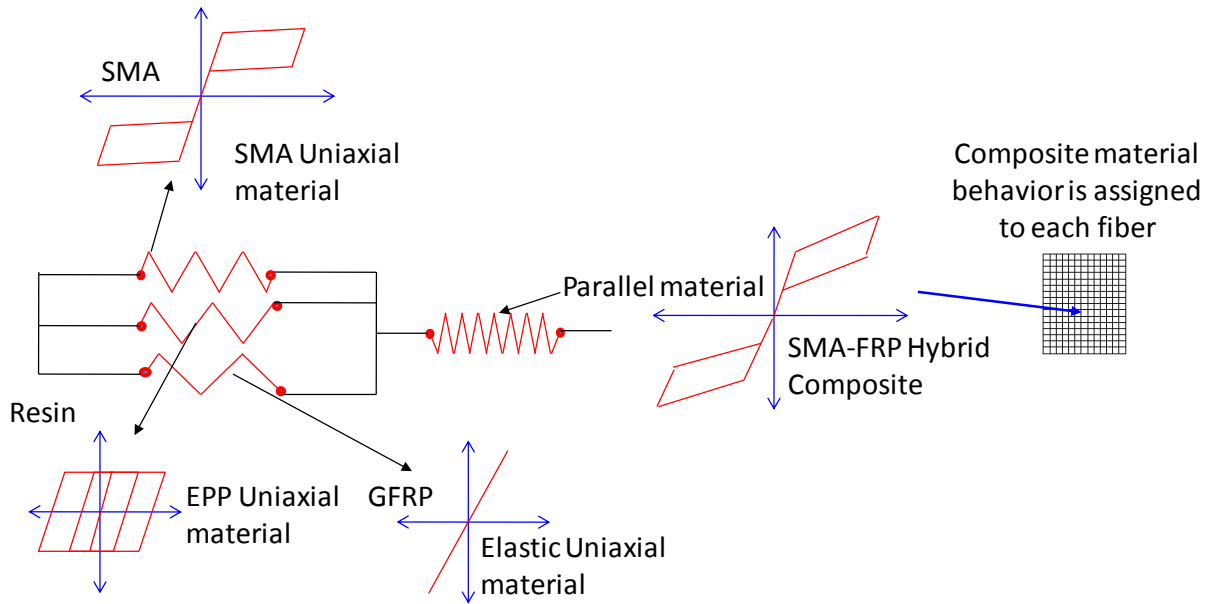 SMA
SMA Uniaxial
material
Composite material
behavior is assigned
to each fiber
Parallel material
SMA-FRP Hybrid
Composite
Resin
EPP Uniaxial
material
GFRP
Elastic Uniaxial
material